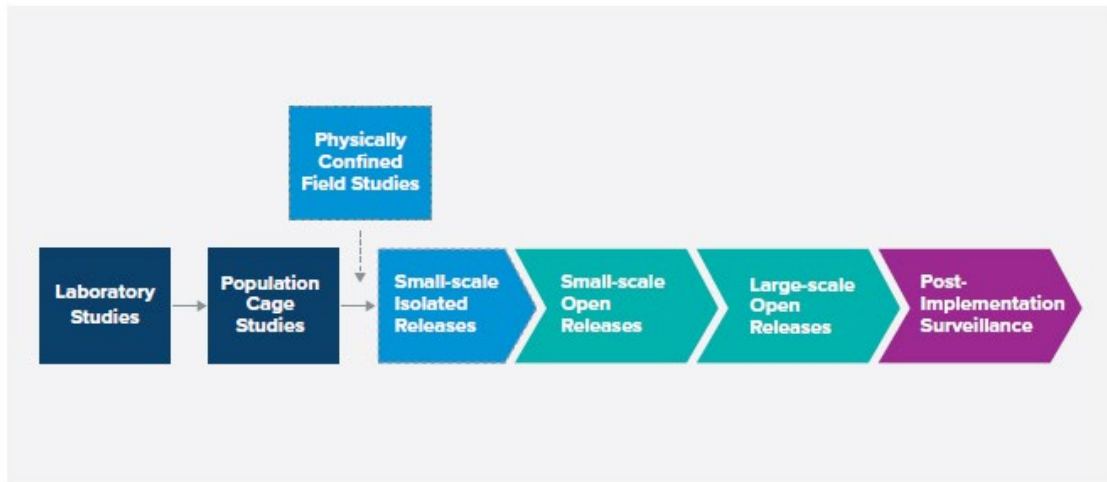 Physically
Confined
Field Studies
Laboratory
Studies
Population
Cage
Studies
Small-scale
Isolated
Releases
Small-scale
Open
Releases
Large-scale
Open
Releases
Post-
Implementation
Surveillance